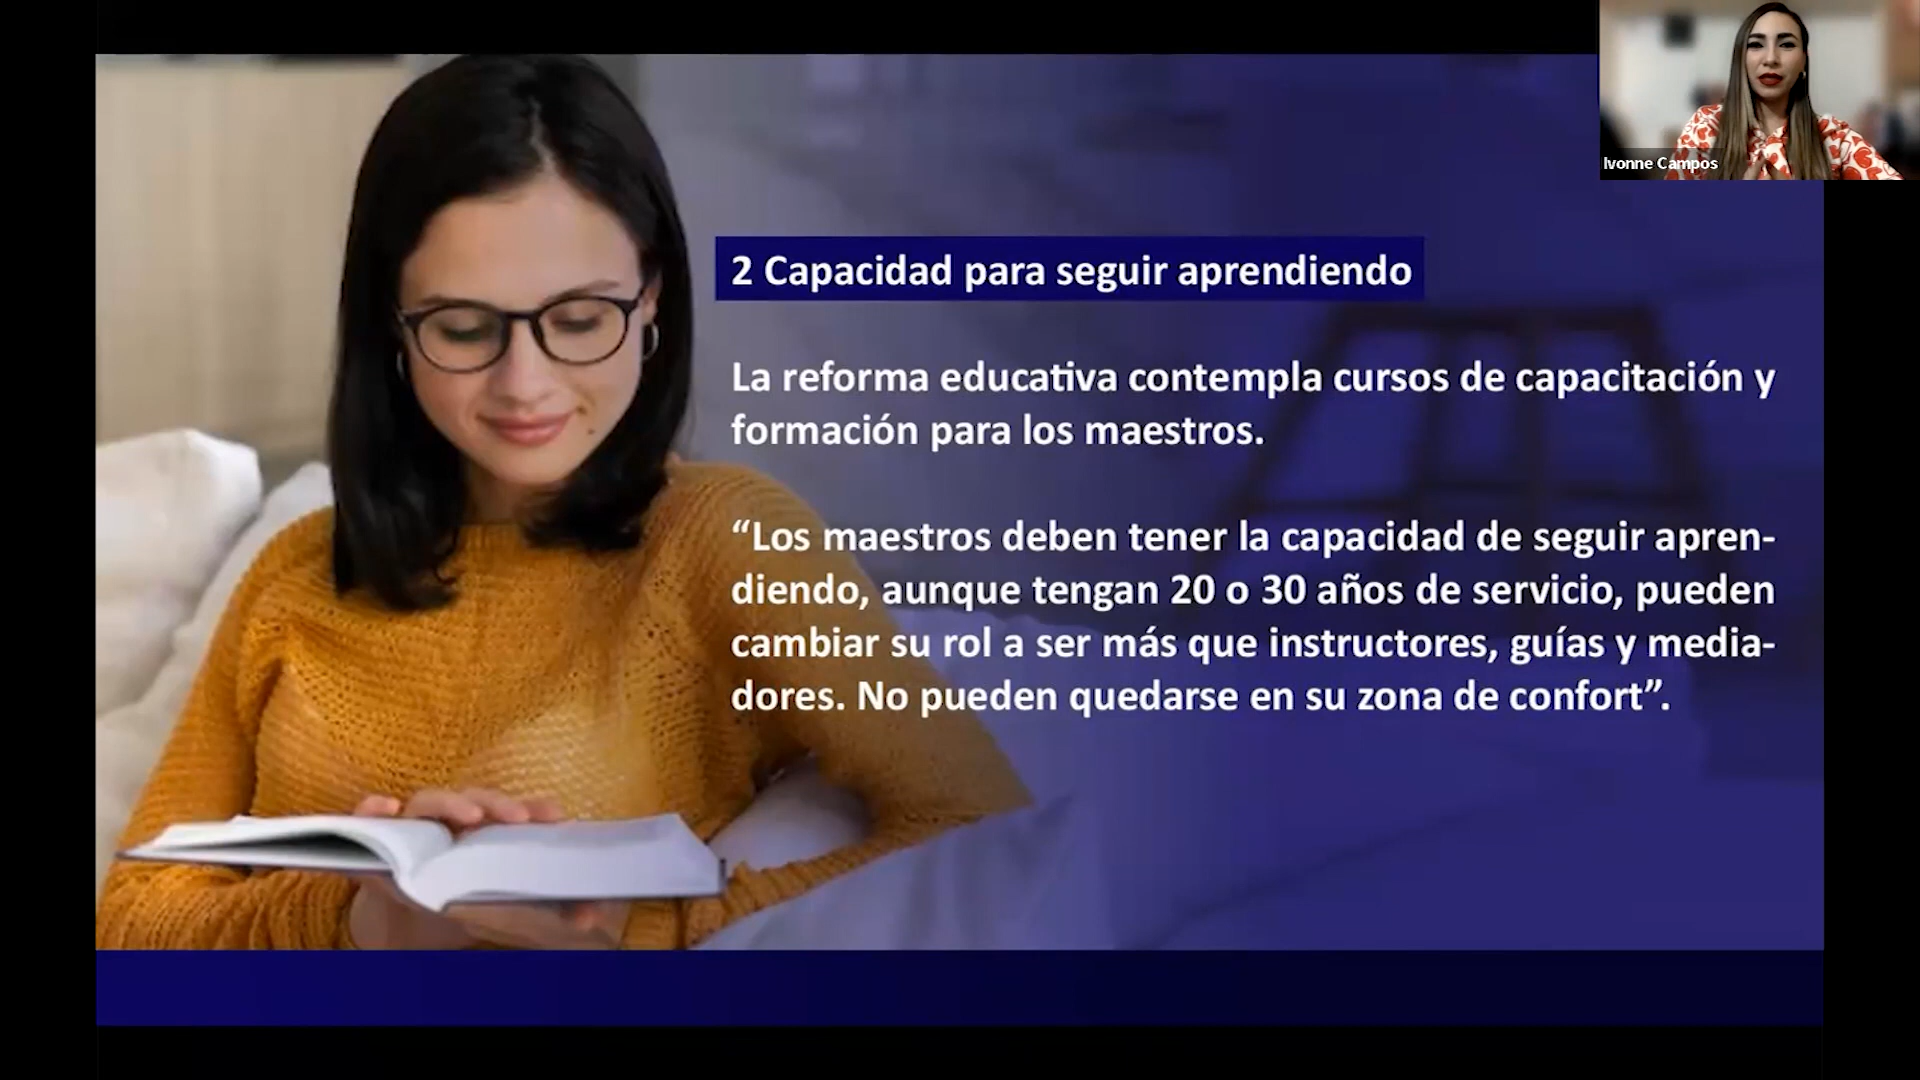 Ivonne Campos
2 Capacidad para seguir aprendiendo
La reforma educativa contempla cursos de capacitación y
formación para los maestros.
“Los maestros deben tener la capacidad de seguir apren-
diendo, aunque tengan 20 o 30 años de servicio, pueden
cambiar su rol a ser más que instructores, guías y media-
dores. No pueden quedarse en su zona de confort”.